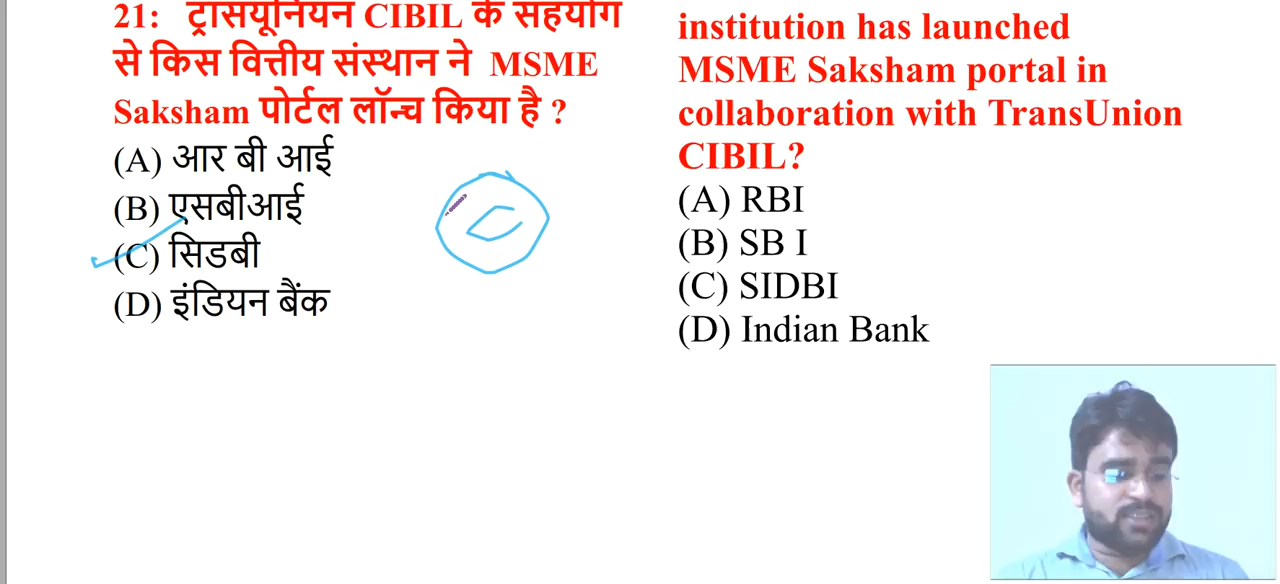 21: ट्रांसयूनियन CIBIL के सहयोग
से किस वित्तीय संस्थान ने MSME
Saksham पोर्टल लॉन्च किया है ?
(A) आर बी आई
(B) एसबीआई
(C) सिडबी
(D) इंडियन बैंक
C
institution has launched
MSME Saksham portal in
collaboration with TransUnion
CIBIL?
(A) RBI
(B) SB I
(C) SIDBI
(D) Indian Bank